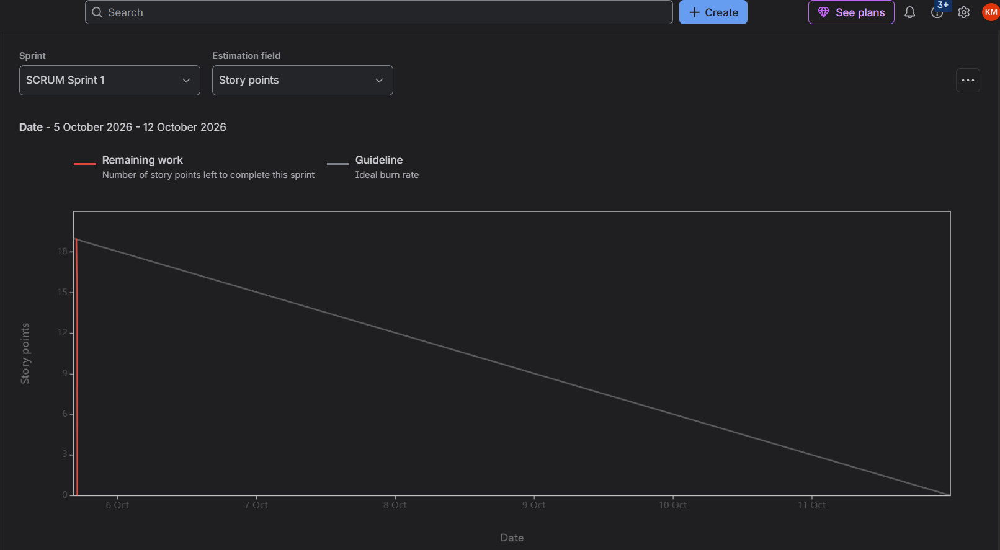 Search
Create
See plans
3+
KM
Sprint
Estimation field
SCRUM Sprint 1
Story points
Date - 5 October 2026 - 12 October 2026
Remaining work
Number of story points left to complete this sprint
Guideline
Ideal burn rate
18
15
12
9
6
3
0
Story points
6 Oct
7 Oct
8 Oct
9 Oct
10 Oct
11 Oct
Date